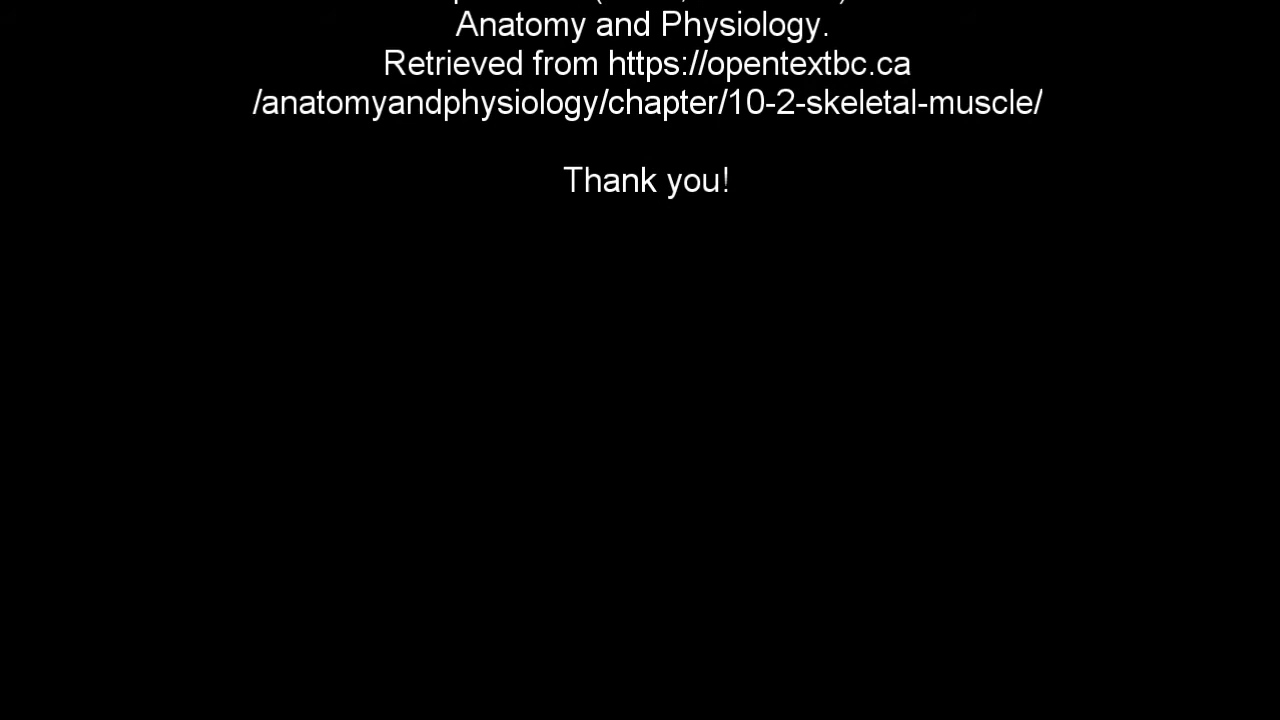 Anatomy and Physiology.
Retrieved from https://opentextbc.ca
/anatomyandphysiology/chapter/10-2-skeletal-muscle/
Thank you!